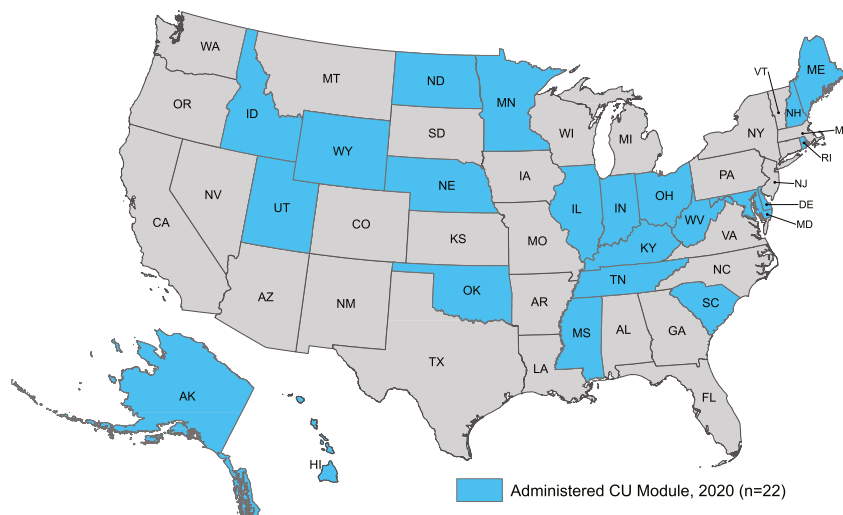 WA
MT
ND
MN
ME
VT
NH
OR
ID
SD
WI
MI
NY
M
RI
WY
IA
PA
NJ
NE
NV
UT
IL
IN
OH
DE
MD
CA
CO
KS
MO
WV
VA
KY
NC
TN
AZ
NM
OK
AR
SC
MS
AL
GA
TX
LA
AK
FL
HI
Administered CU Module, 2020 (n=22)